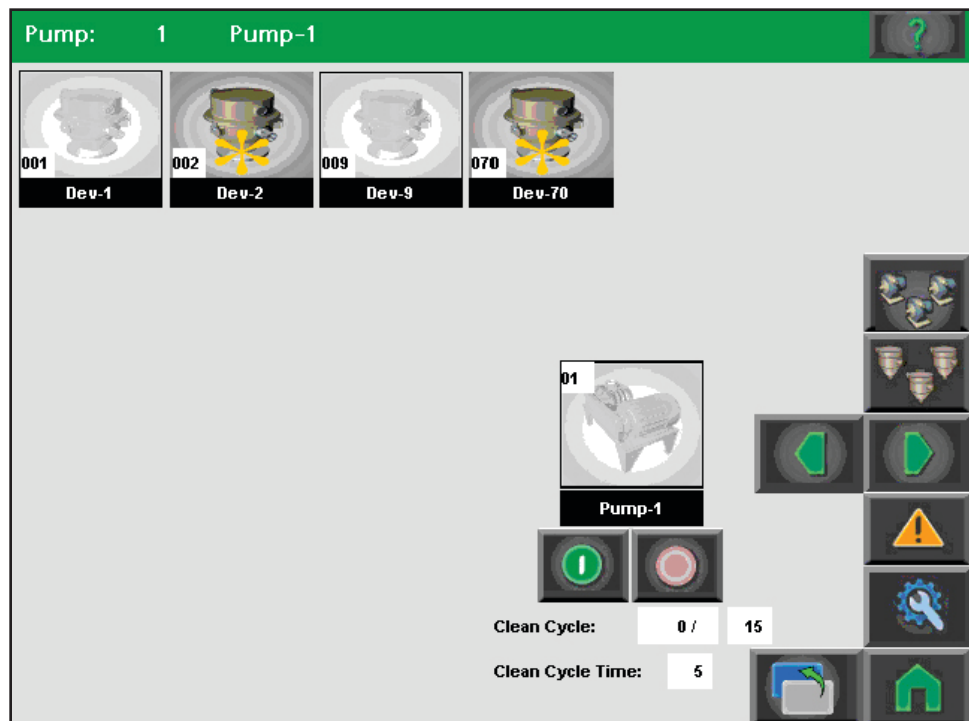 Pump: 1 Pump-1
?
001 002 009 070
Dev-1 Dev-2 Dev-9 Dev-70
01
Pump-1
Clean Cycle: 0 / 15
Clean Cycle Time: 5